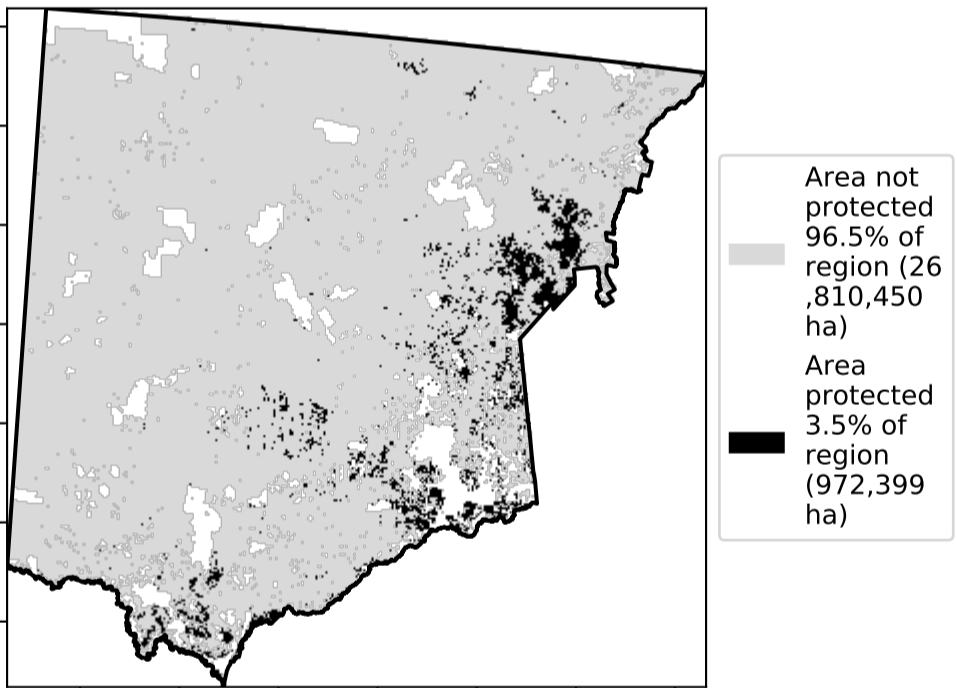 Area not
protected
96.5% of
region (26
,810,450
ha)
Area
protected
3.5% of
region
(972,399
ha)